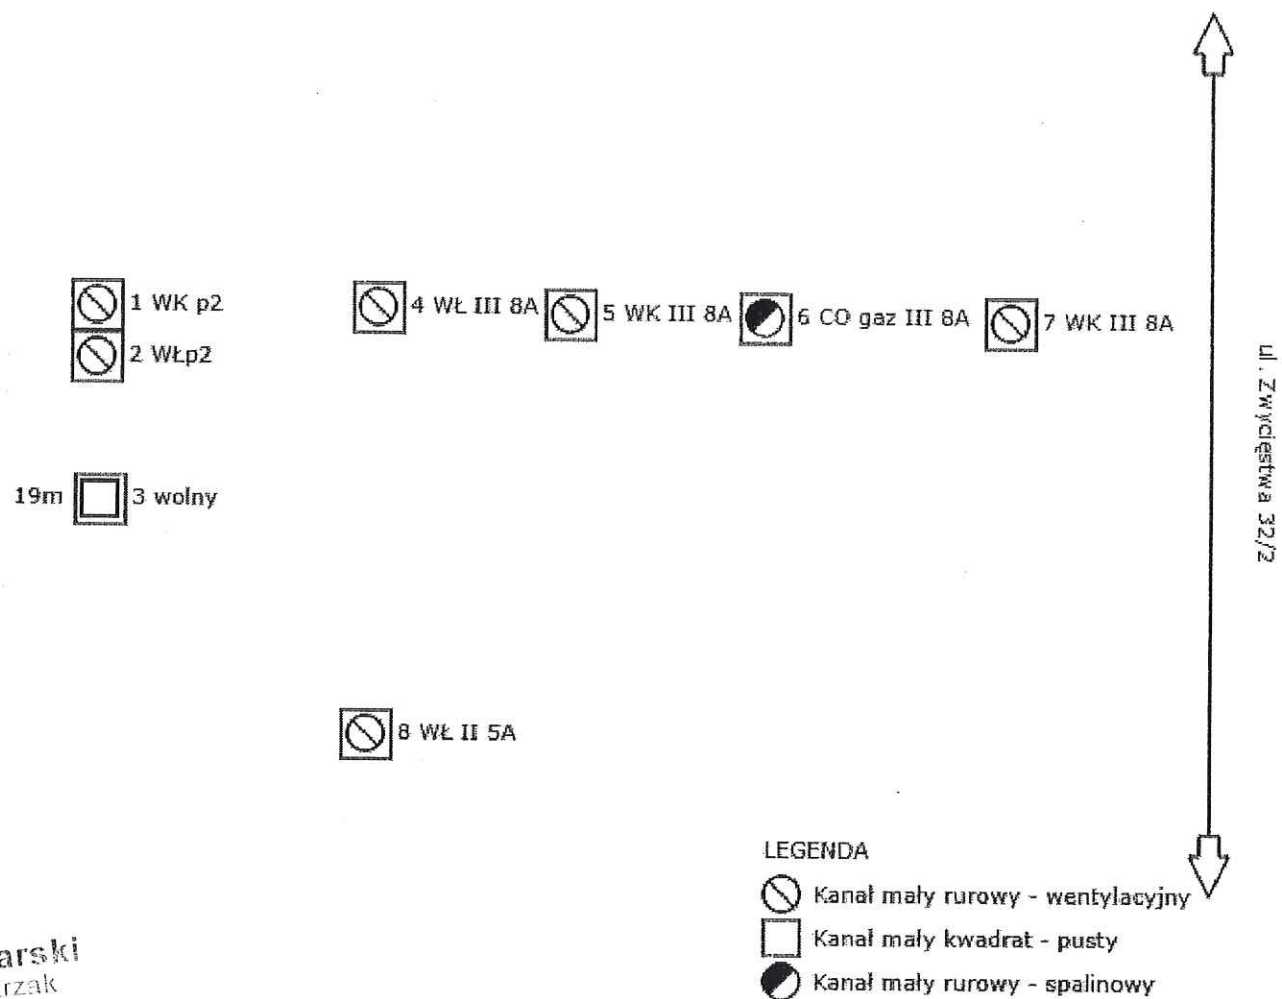 1 WK p2
2 WŁp2
4 WŁ III 8A
5 WK III 8A
6 CO gaz III 8A
7 WK III 8A
19m
3 wolny
ul. Zwycięstwa 32/2
8 WŁ II 5A
LEGENDA
Kanał mały rurowy - wentylacyjny
Kanał mały kwadrat - pusty
Kanał mały rurowy - spalinowy
arski
rzak